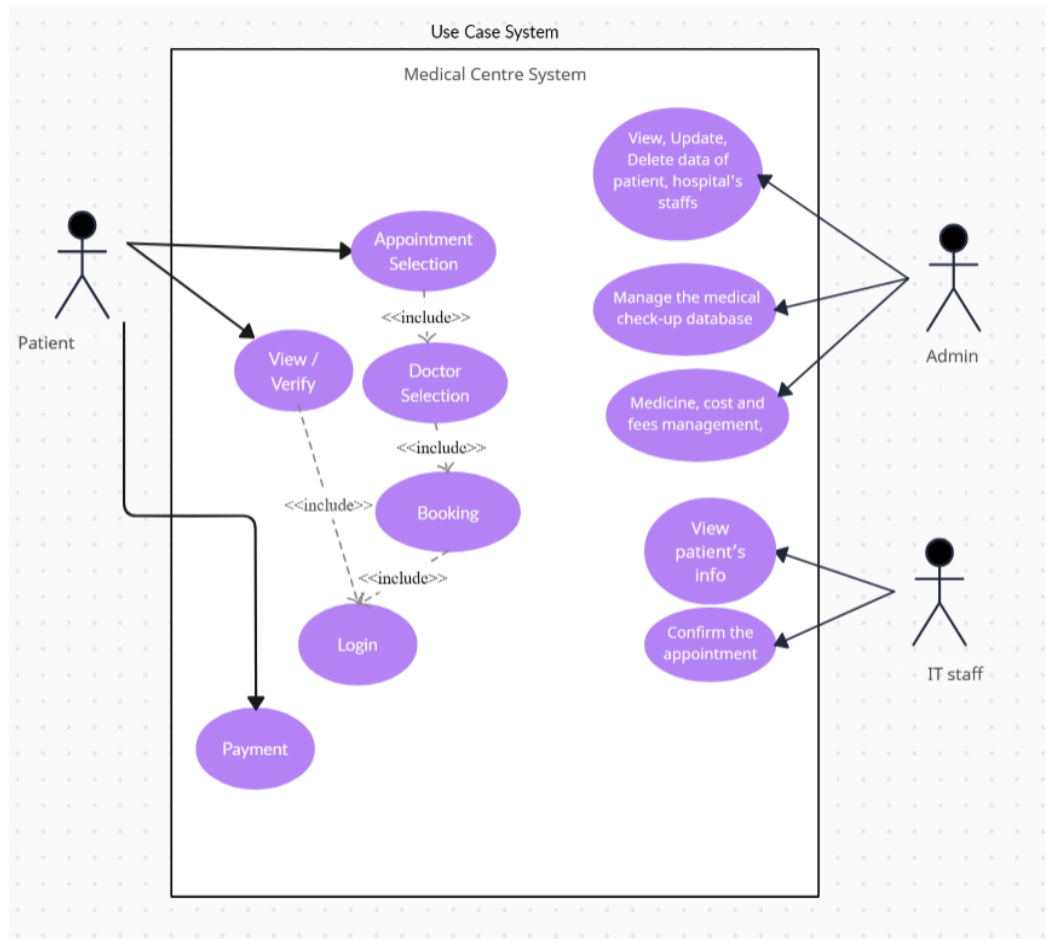 Use Case System
Medical Centre System
View, Update,
Delete data of
patient, hospital's
staffs
Appointment
Selection
<<include>>
Manage the medical
check-up database
Patient
Admin
View /
Verify
Doctor
Selection
Medicine, cost and
fees management,
<<include>>
<<include>>
Booking
View
patient's
info
<<include>>
Login
Confirm the
appointment
IT staff
Payment